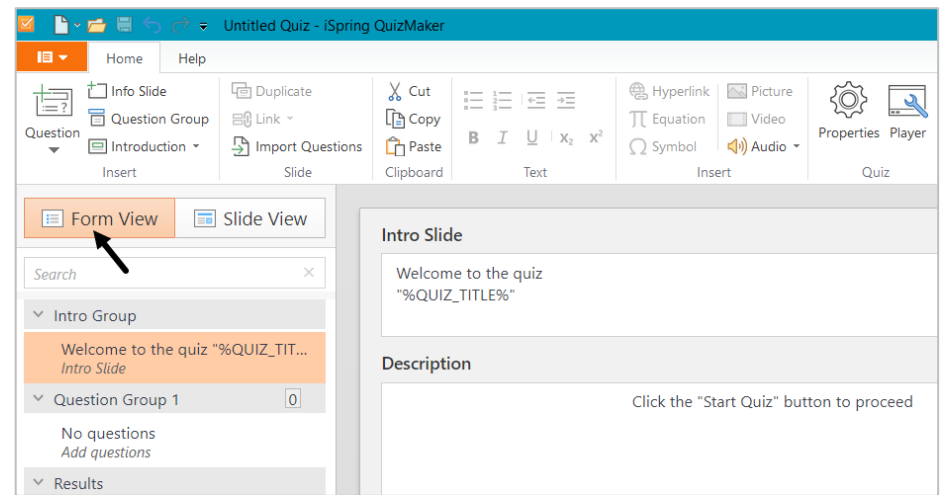 Untitled Quiz - iSpring QuizMaker
Home Help
Info Slide
Question Group
Introduction
Question
Insert
Duplicate
Link
Import Questions
Slide
Cut
Copy
Paste
Clipboard
B I U X₂ X²
Text
Hyperlink
Equation
Symbol
Picture
Video
Audio
Insert
Properties Player
Quiz
Form View Slide View
Search
Intro Group
Welcome to the quiz "%QUIZ_TIT...
Intro Slide
Question Group 1 0
No questions
Add questions
Results
Intro Slide
Welcome to the quiz
"%QUIZ_TITLE%"
Description
Click the "Start Quiz" button to proceed